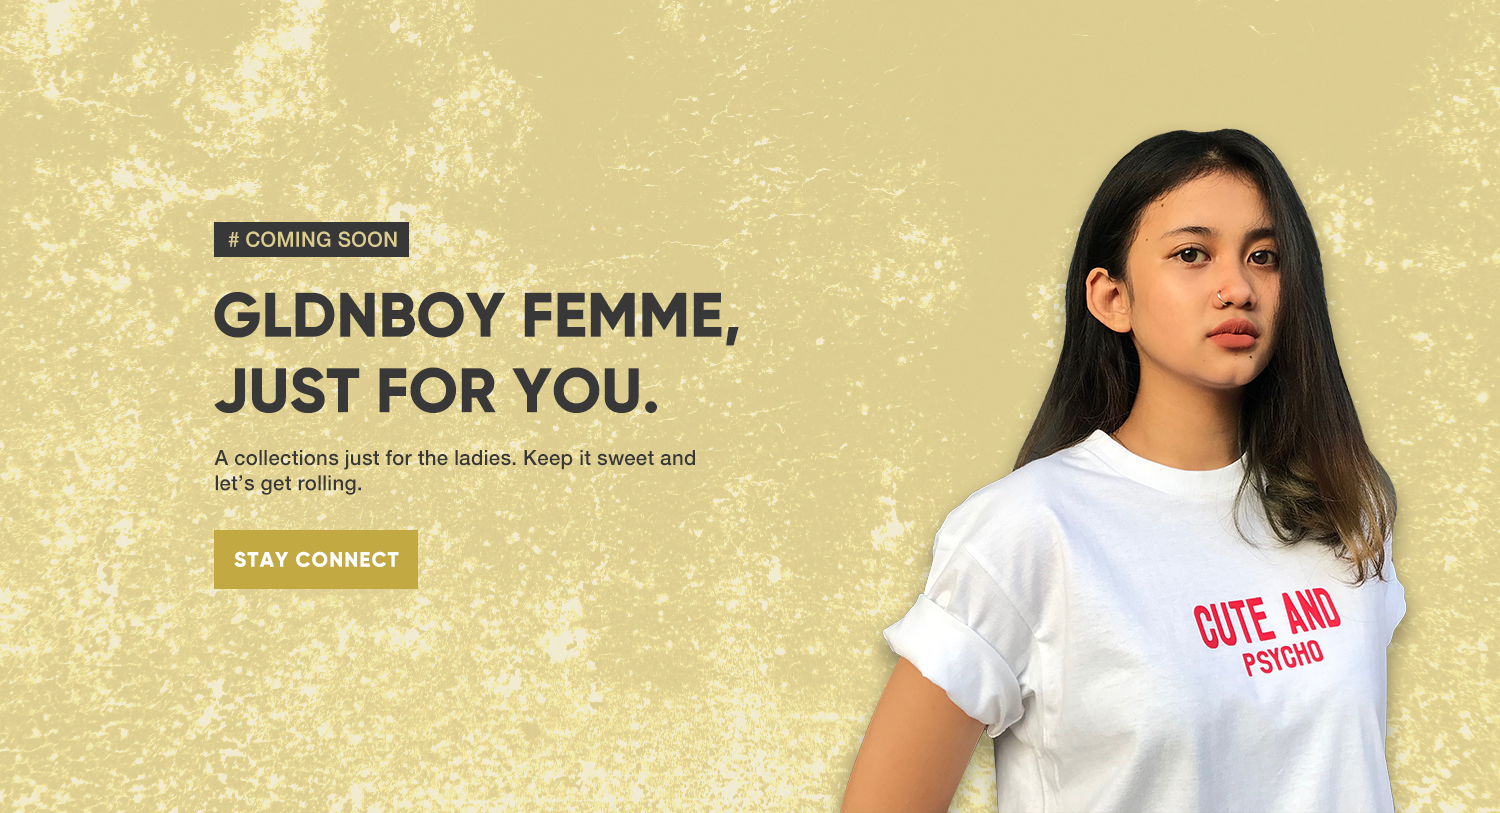 # COMING SOON
GLDNBOY FEMME,
JUST FOR YOU.
A collections just for the ladies. Keep it sweet and
let’s get rolling.
STAY CONNECT
CUTE AND
PSYCHO